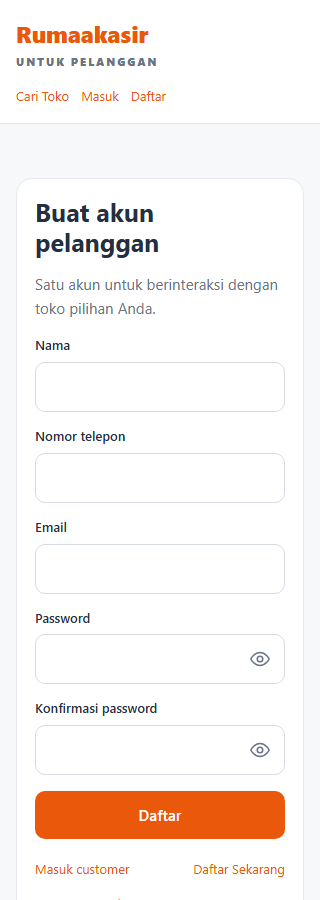 Rumaakasir
UNTUK PELANGGAN
Cari Toko Masuk Daftar
Buat akun
pelanggan
Satu akun untuk berinteraksi dengan
toko pilihan Anda.
Nama
Nomor telepon
Email
Password
Konfirmasi password
Daftar
Masuk customer Daftar Sekarang